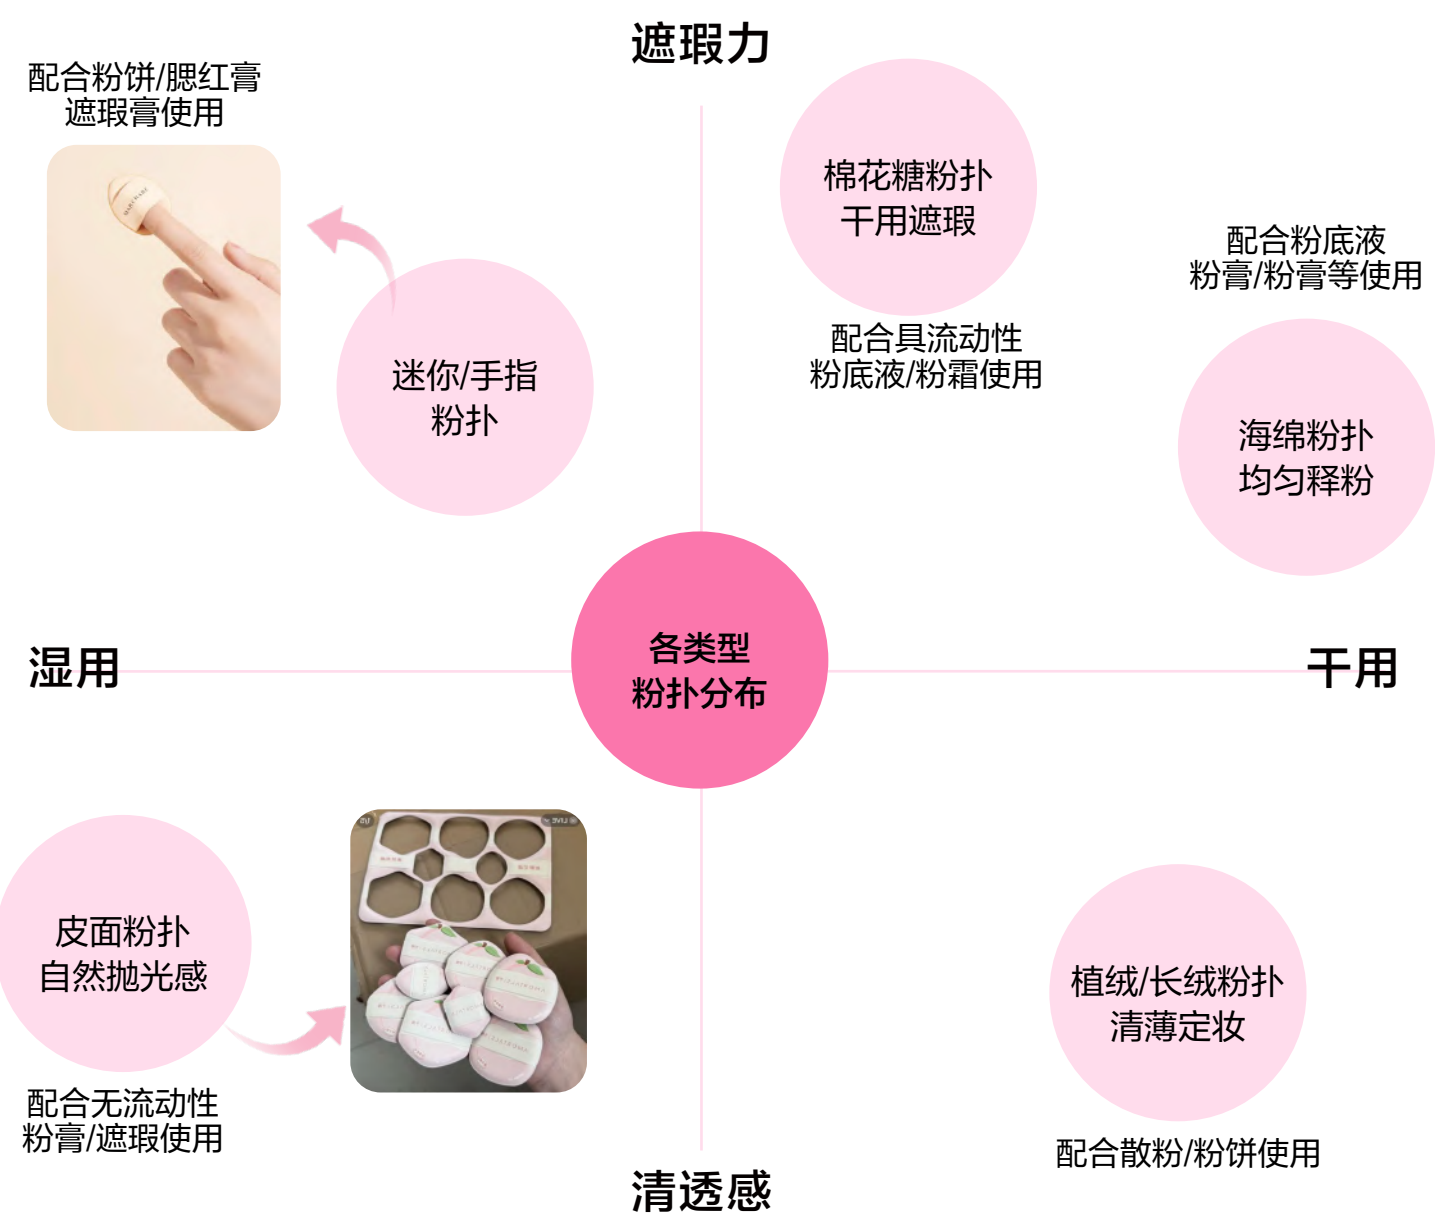 遮瑕力
配合粉饼/腮红膏
遮瑕膏使用
迷你/手指
粉扑
棉花糖粉扑
干用遮瑕
配合具流动性
粉底液/粉霜使用
配合粉底液
粉膏/粉膏等使用
海绵粉扑
均匀释粉
各类型
粉扑分布
湿用
干用
皮面粉扑
自然抛光感
配合无流动性
粉膏/遮瑕使用
植绒/长绒粉扑
清薄定妆
配合散粉/粉饼使用
清透感